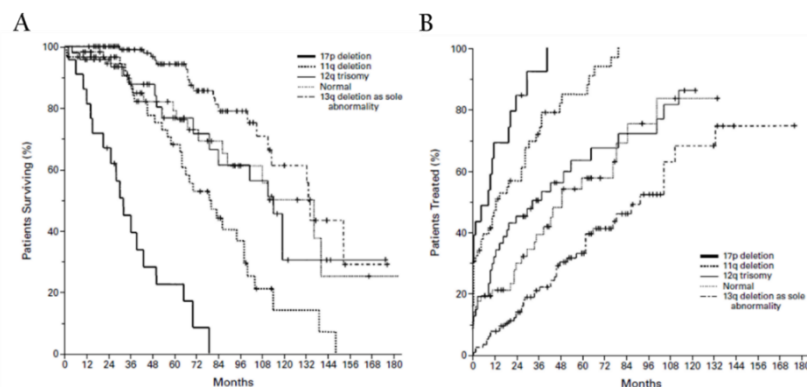 A
B
100
80
60
40
20
0
Patients Surviving (%)
17p deletion
11q deletion
12q trisomy
Normal
13q deletion as sole
abnormality
0 12 24 36 48 60 72 84 96 108 120 132 144 156 168 180
Months
100
80
60
40
20
0
Patients Treated (%)
17p deletion
11q deletion
12q trisomy
Normal
13q deletion as sole
abnormality
0 12 24 36 48 60 72 84 96 108 120 132 144 156 168 180
Months